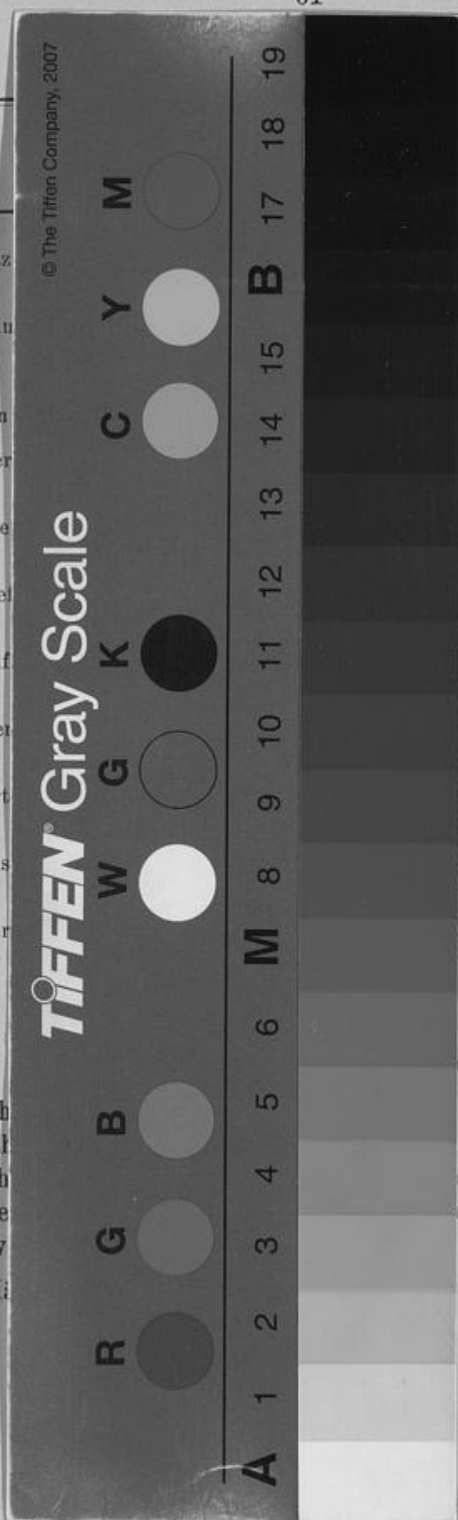 © The Tiffen Company, 2007
TIFFEN® Gray Scale
R G B W G K C Y M
A 1 2 3 4 5 6 M 8 9 10 11 12 13 14 15 B 17 18 19